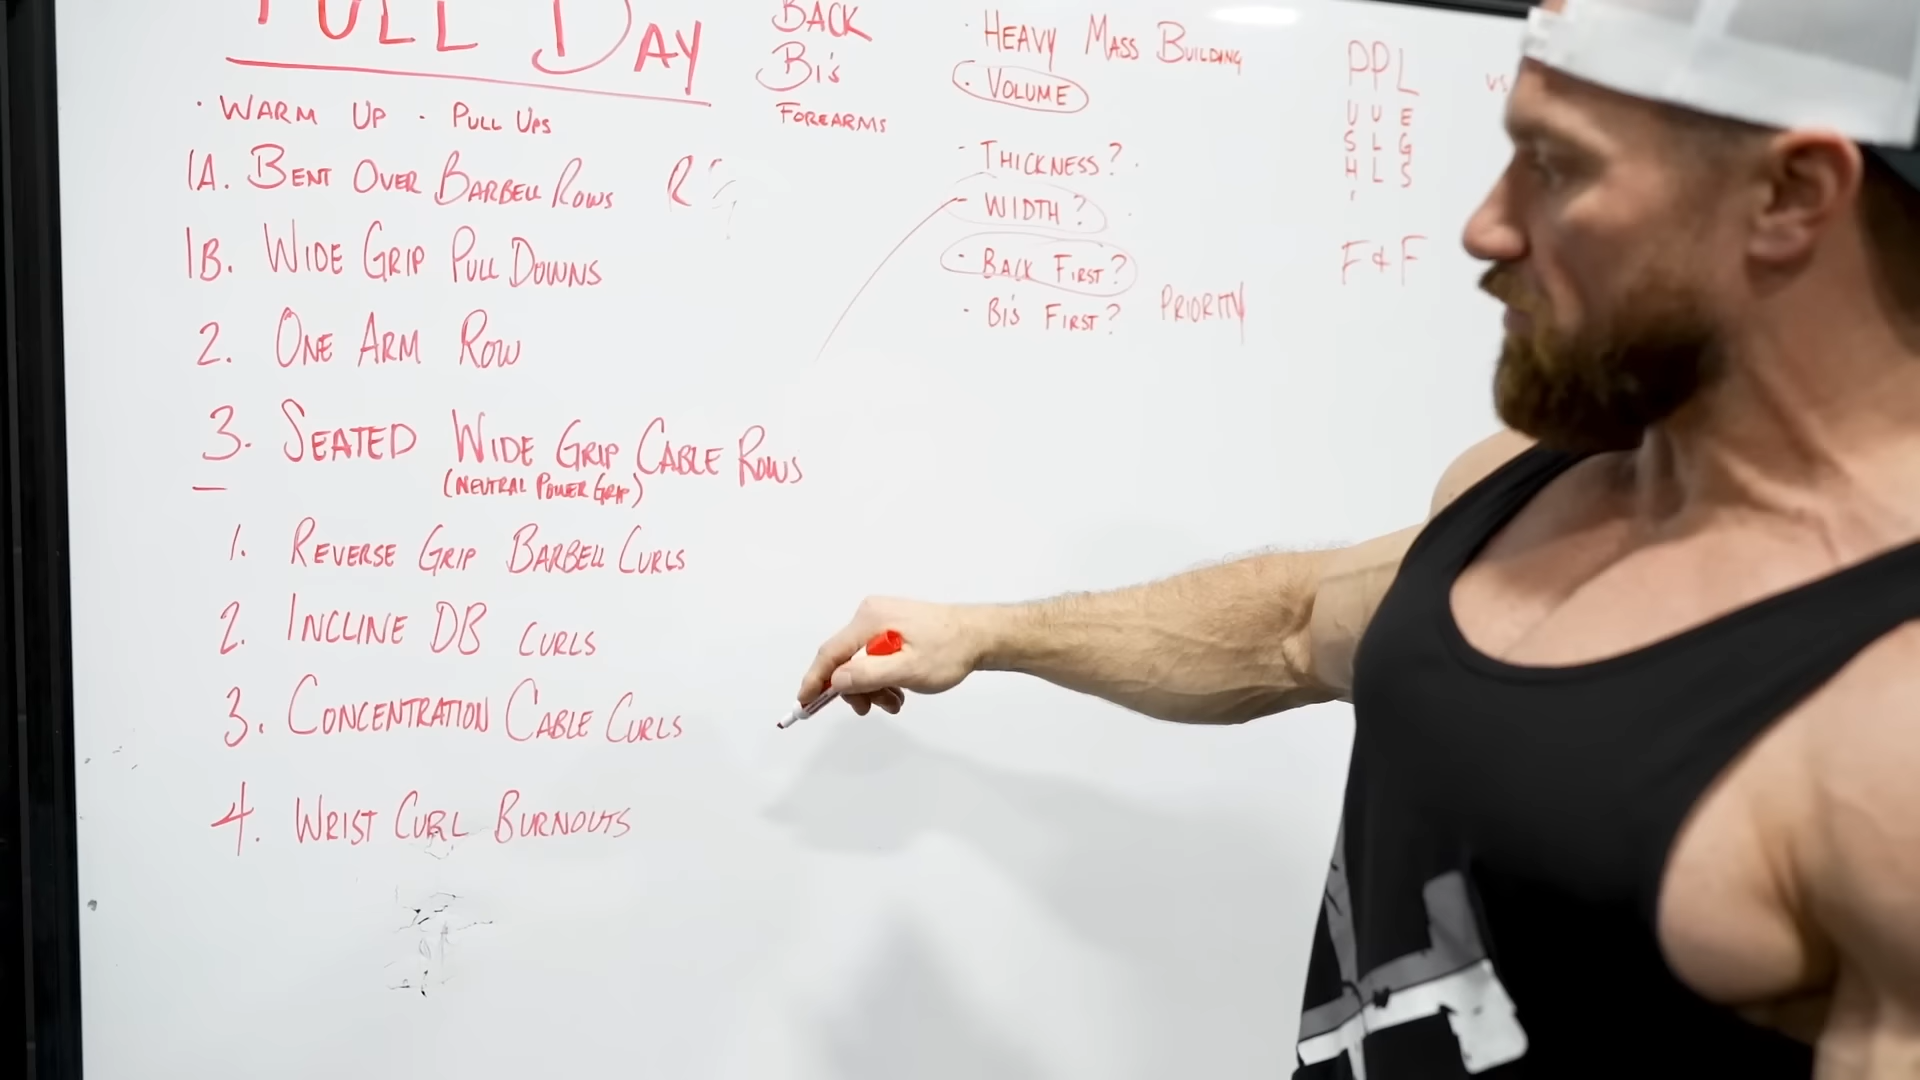 PULL DAY
· WARM UP · PULL UPS
1A. BENT OVER BARBELL ROWS R
1B. WIDE GRIP PULL DOWNS
2. ONE ARM ROW
3. SEATED WIDE GRIP CABLE ROWS
(NEUTRAL POWER GRIP)
1. REVERSE GRIP BARBELL CURLS
2. INCLINE DB CURLS
3. CONCENTRATION CABLE CURLS
4. WRIST CURL BURNOUTS
BACK
BI'S
FOREARMS
· HEAVY MASS BUILDING
· VOLUME
- THICKNESS?
- WIDTH?
· BACK FIRST?
· BI'S FIRST? PRIORITY
PPL VS
U U E
S L G
H L S
F & F